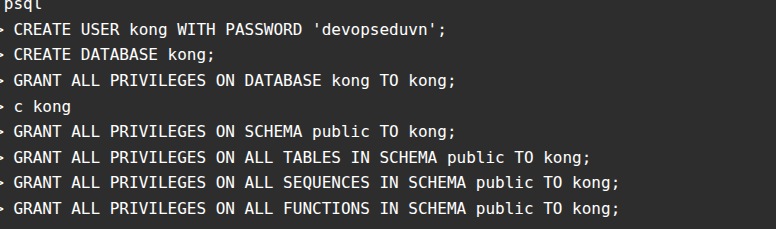 psql
> CREATE USER kong WITH PASSWORD 'devopseduvn';
> CREATE DATABASE kong;
> GRANT ALL PRIVILEGES ON DATABASE kong TO kong;
> c kong
> GRANT ALL PRIVILEGES ON SCHEMA public TO kong;
> GRANT ALL PRIVILEGES ON ALL TABLES IN SCHEMA public TO kong;
> GRANT ALL PRIVILEGES ON ALL SEQUENCES IN SCHEMA public TO kong;
> GRANT ALL PRIVILEGES ON ALL FUNCTIONS IN SCHEMA public TO kong;